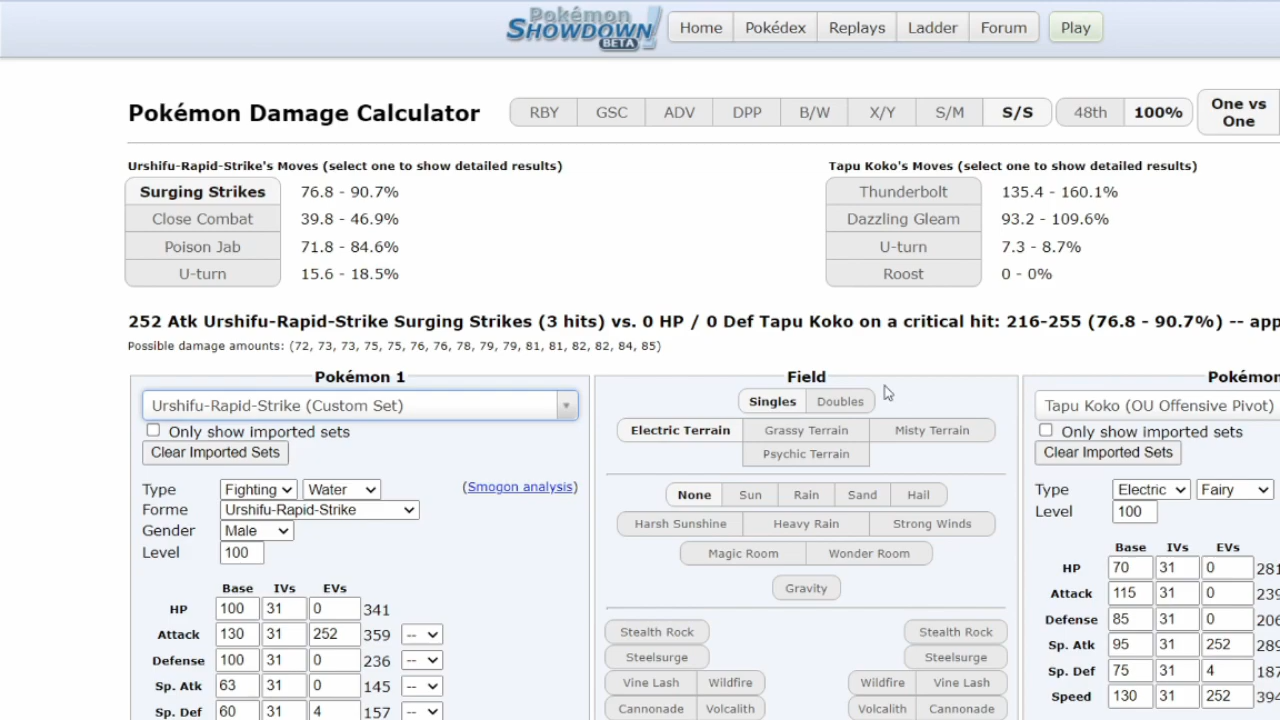 Pokémon SHOWDOWN! BETA
Home Pokédex Replays Ladder Forum Play
Pokémon Damage Calculator RBY GSC ADV DPP B/W X/Y S/M S/S 48th 100% One vs One
Urshifu-Rapid-Strike's Moves (select one to show detailed results)
Surging Strikes 76.8 - 90.7%
Close Combat 39.8 - 46.9%
Poison Jab 71.8 - 84.6%
U-turn 15.6 - 18.5%
Tapu Koko's Moves (select one to show detailed results)
Thunderbolt 135.4 - 160.1%
Dazzling Gleam 93.2 - 109.6%
U-turn 7.3 - 8.7%
Roost 0 - 0%
252 Atk Urshifu-Rapid-Strike Surging Strikes (3 hits) vs. 0 HP / 0 Def Tapu Koko on a critical hit: 216-255 (76.8 - 90.7%) -- app
Possible damage amounts: (72, 73, 73, 75, 75, 76, 76, 78, 79, 79, 81, 81, 82, 82, 84, 85)
Pokémon 1
Urshifu-Rapid-Strike (Custom Set)
Only show imported sets
Clear Imported Sets
Type Fighting Water (Smogon analysis)
Forme Urshifu-Rapid-Strike
Gender Male
Level 100
Base IVs EVs
HP 100 31 0 341
Attack 130 31 252 359 --
Defense 100 31 0 236 --
Sp. Atk 63 31 0 145 --
Sp. Def 60 31 4 157 --
Field
Singles Doubles
Electric Terrain Grassy Terrain Misty Terrain
Psychic Terrain
None Sun Rain Sand Hail
Harsh Sunshine Heavy Rain Strong Winds
Magic Room Wonder Room
Gravity
Stealth Rock Stealth Rock
Steelsurge Steelsurge
Vine Lash Wildfire Wildfire Vine Lash
Cannonade Volcalith Volcalith Cannonade
Pokémon
Tapu Koko (OU Offensive Pivot)
Only show imported sets
Clear Imported Sets
Type Electric Fairy
Level 100
Base IVs EVs
HP 70 31 0 281
Attack 115 31 0 239
Defense 85 31 0 206
Sp. Atk 95 31 252 289
Sp. Def 75 31 4 187
Speed 130 31 252 394